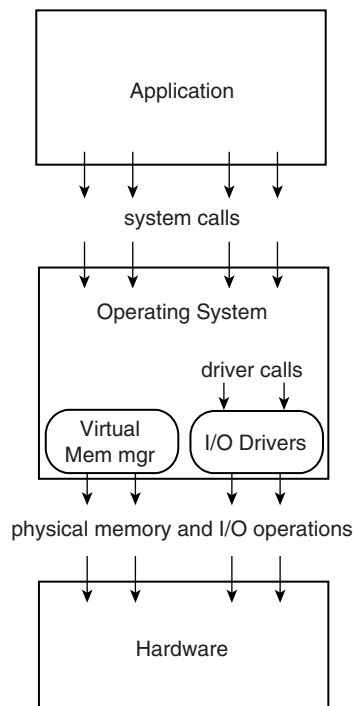 Application
system calls
Operating System
driver calls
Virtual
Mem mgr
I/O Drivers
physical memory and I/O operations
Hardware